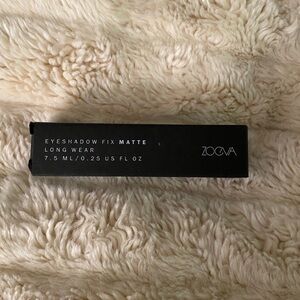 EYESHADOW FIX MATTE
LONG WEAR
7.5 ML/0.25 US FL OZ
ZOEVA